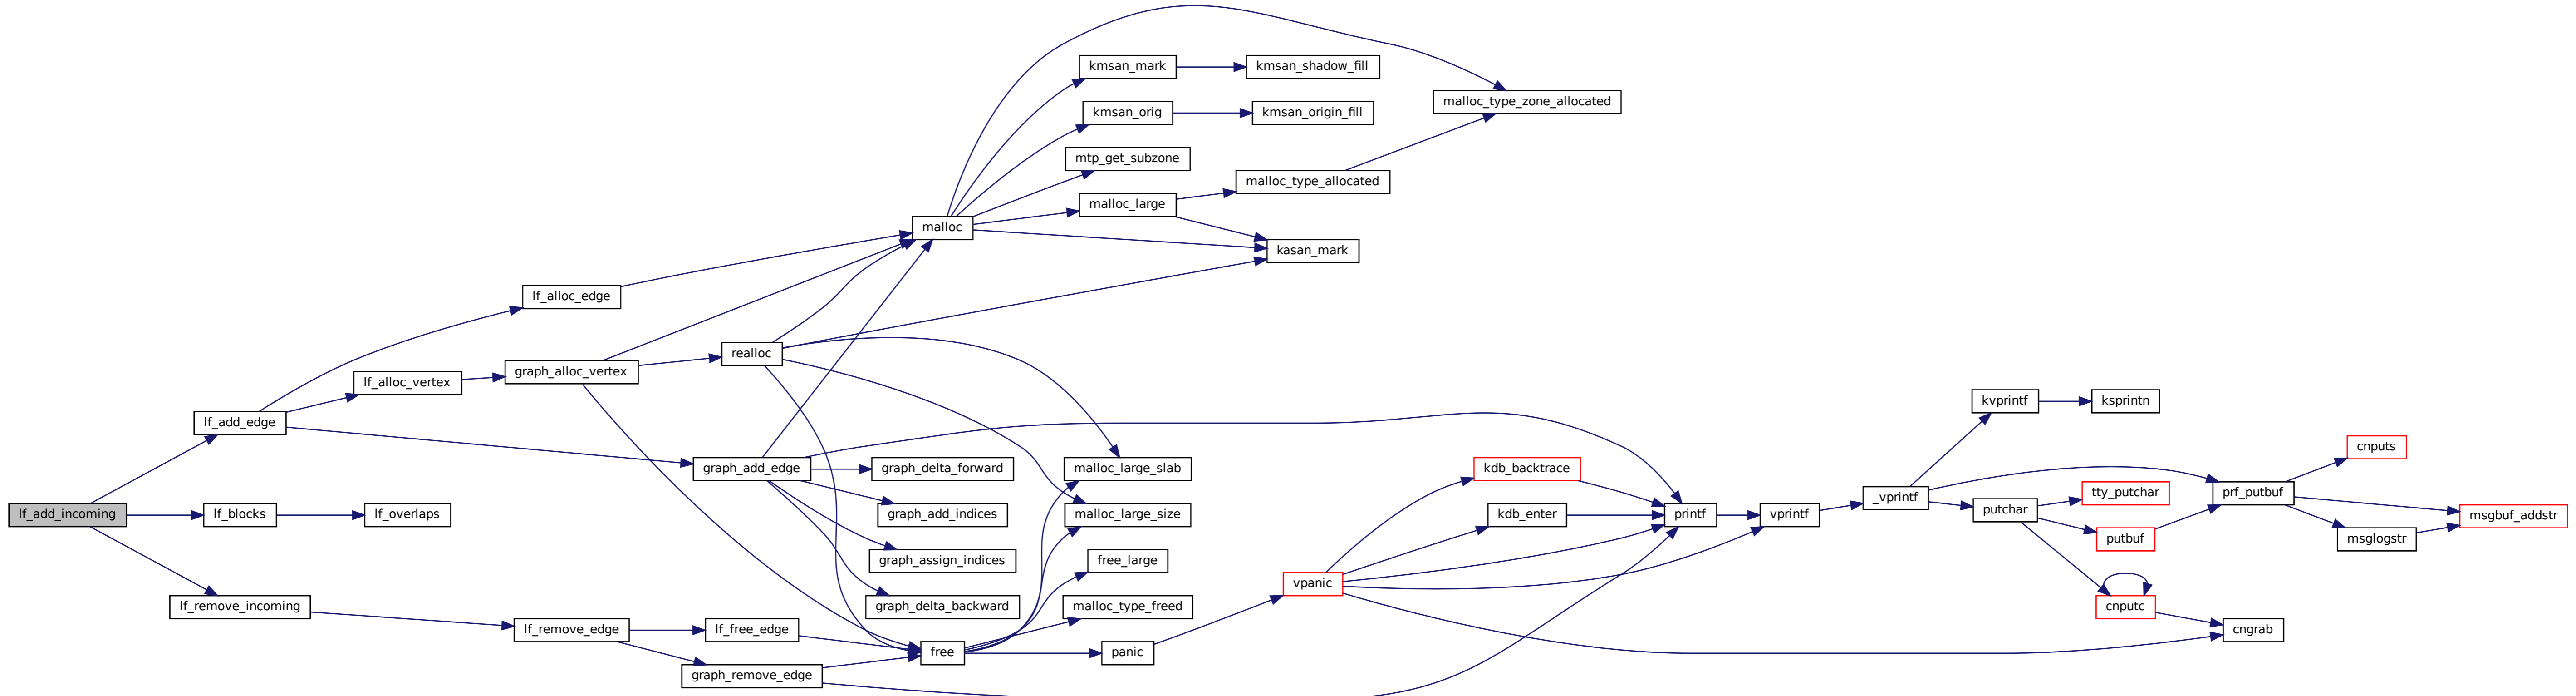 kmsan_mark
kmsan_shadow_fill
malloc_type_zone_allocated
kmsan_orig
kmsan_origin_fill
mtp_get_subzone
malloc_type_allocated
malloc_large
malloc
kasan_mark
lf_alloc_edge
realloc
graph_alloc_vertex
lf_alloc_vertex
kvprintf
ksprintn
lf_add_edge
cnputs
graph_add_edge
graph_delta_forward
malloc_large_slab
kdb_backtrace
tty_putchar
prf_putbuf
_vprintf
lf_add_incoming
lf_blocks
lf_overlaps
graph_add_indices
malloc_large_size
kdb_enter
printf
vprintf
putchar
msgbuf_addstr
putbuf
msglogstr
graph_assign_indices
free_large
vpanic
lf_remove_incoming
graph_delta_backward
malloc_type_freed
cnputc
lf_remove_edge
lf_free_edge
cngrab
free
panic
graph_remove_edge